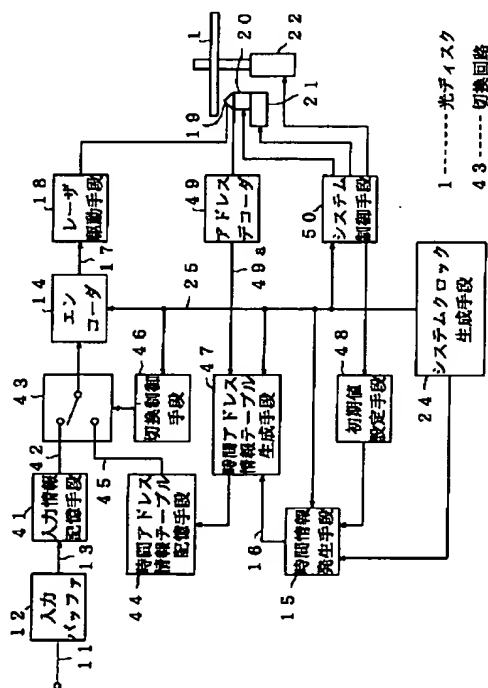 11
12
入力
バッファ
13
41
入力情報
記憶手段
42
43
45
44
時間アドレス
情報テーブル
記憶手段
46
切換制御
手段
14
エン
コーダ
17
18
レーザ
駆動手段
19
20
21
22
1
49
アドレス
デコーダ
49a
47
時間アドレス
情報テーブル
生成手段
25
16
15
時間情報
発生手段
48
初期値
設定手段
50
システム
制御手段
24
システムクロック
生成手段
1-------光ディスク
43-----切換回路